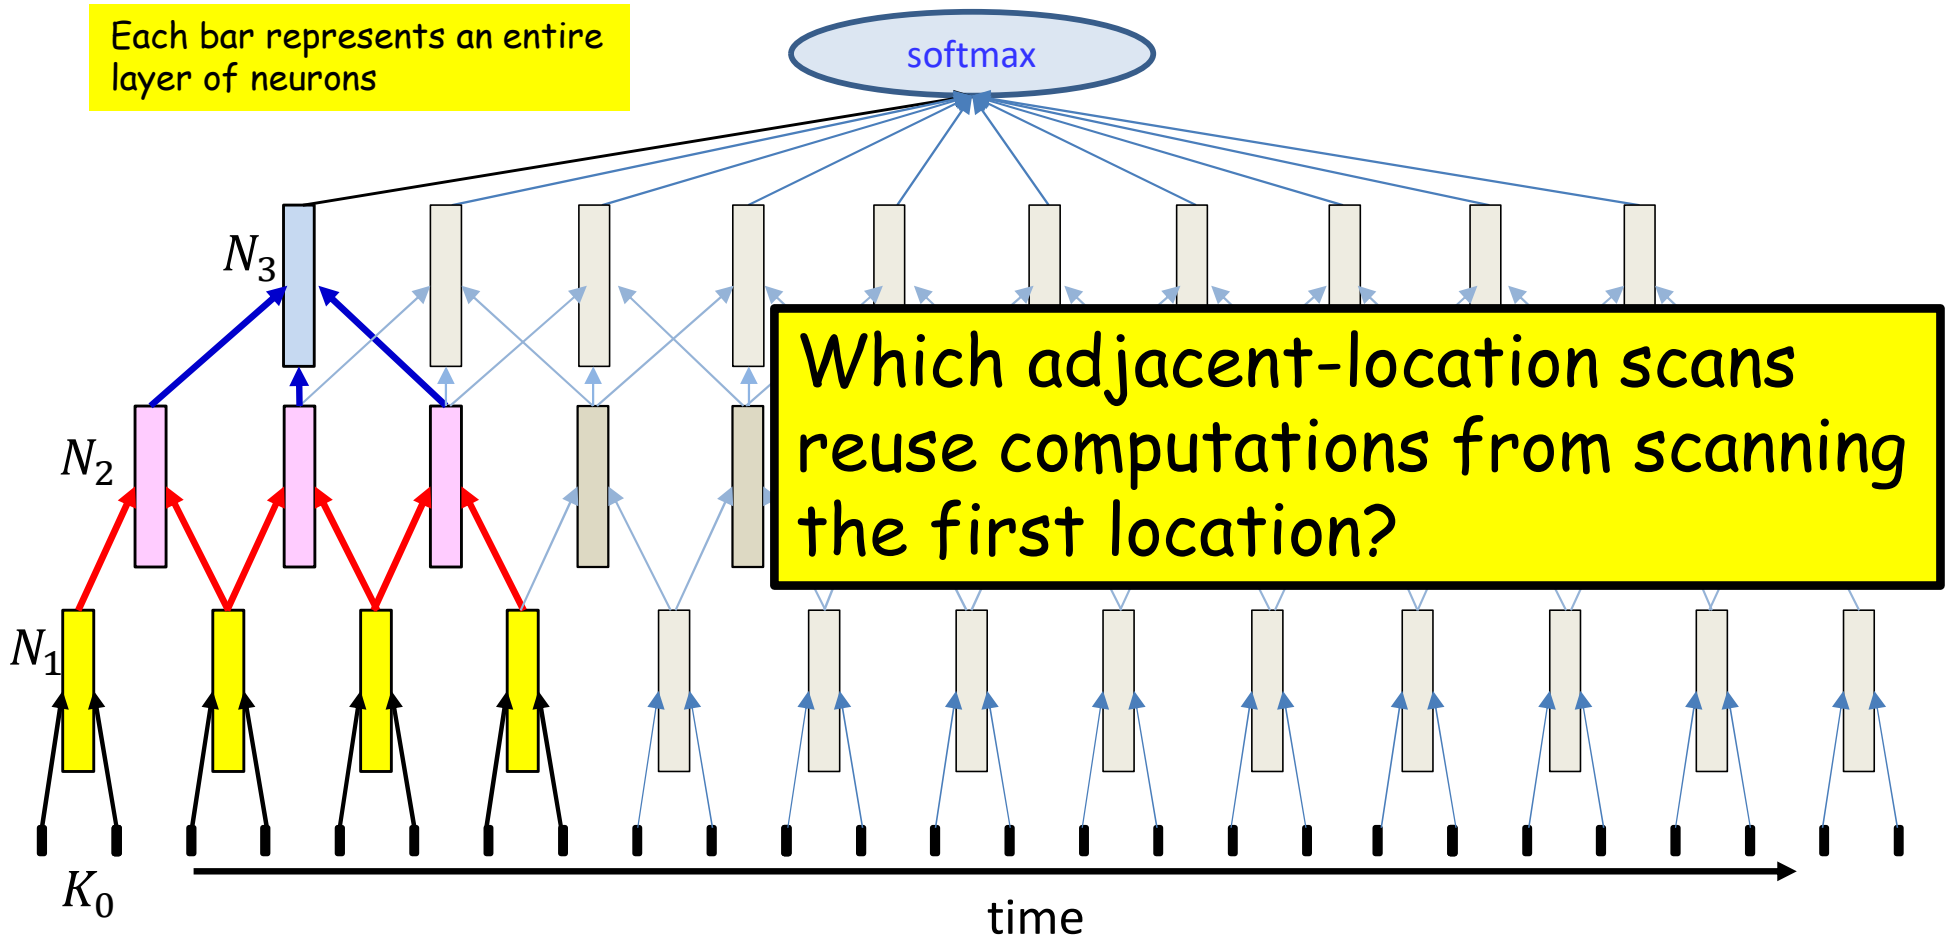 Each bar represents an entire
layer of neurons
softmax
N₃
N₂
Which adjacent-location scans
reuse computations from scanning
the first location?
N₁
K₀
time